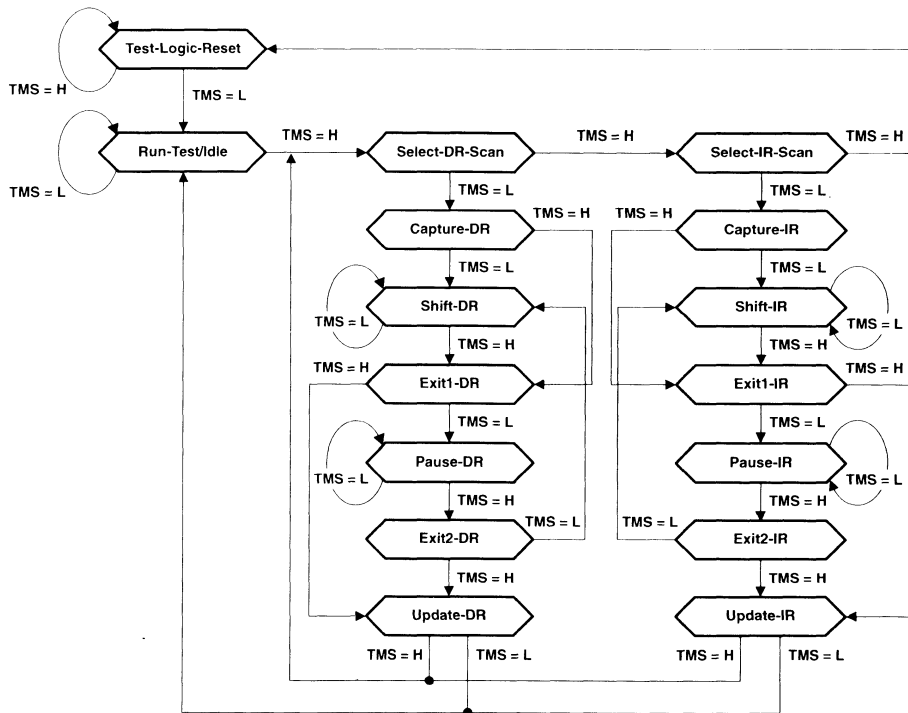 Test-Logic-Reset
TMS = H
TMS = L
TMS = H
TMS = H
TMS = H
Run-Test/Idle
Select-DR-Scan
Select-IR-Scan
TMS = L
TMS = L
TMS = L
TMS = H
TMS = H
Capture-DR
Capture-IR
TMS = L
TMS = L
Shift-DR
Shift-IR
TMS = L
TMS = L
TMS = H
TMS = H
TMS = H
TMS = H
Exit1-DR
Exit1-IR
TMS = L
TMS = L
Pause-DR
Pause-IR
TMS = L
TMS = L
TMS = H
TMS = H
TMS = L
TMS = L
Exit2-DR
Exit2-IR
TMS = H
TMS = H
Update-DR
Update-IR
TMS = H
TMS = L
TMS = H
TMS = L